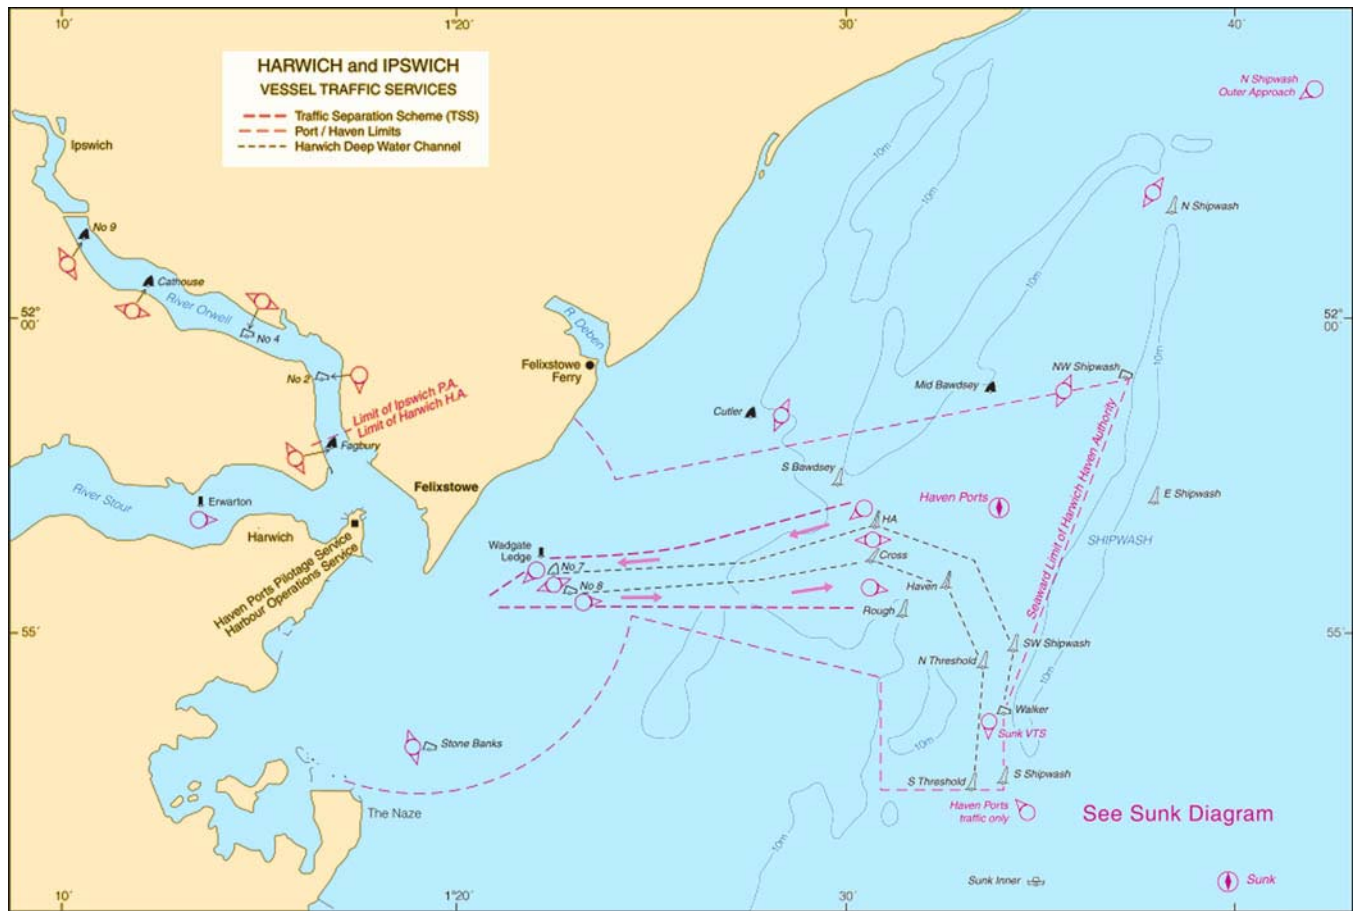 10´
1°20´
30´
40´
HARWICH and IPSWICH
VESSEL TRAFFIC SERVICES
Traffic Separation Scheme (TSS)
Port / Haven Limits
Harwich Deep Water Channel
N Shipwash
Outer Approach
Ipswich
10m
10m
N Shipwash
No 9
Cathouse
River Orwell
No 4
10m
52°
00´
R. Deben
52°
00´
Felixstowe
Ferry
No 2
10m
NW Shipwash
Mid Bawdsey
Limit of Ipswich P.A.
Limit of Harwich H.A.
Cutler
Fagbury
S Bawdsey
Seaward Limit of Harwich Haven Authority
River Stour
Erwarton
Felixstowe
Haven Ports
E Shipwash
HA
Harwich
SHIPWASH
Haven Ports Pilotage Service
Harbour Operations Service
Wadgate
Ledge
No 7
Cross
No 8
Haven
Rough
55´
55´
SW Shipwash
N Threshold
10m
Walker
Sunk VTS
Stone Banks
10m
S Threshold
S Shipwash
The Naze
Haven Ports
traffic only
See Sunk Diagram
10m
Sunk Inner
Sunk
10´
1°20´
30´
40´